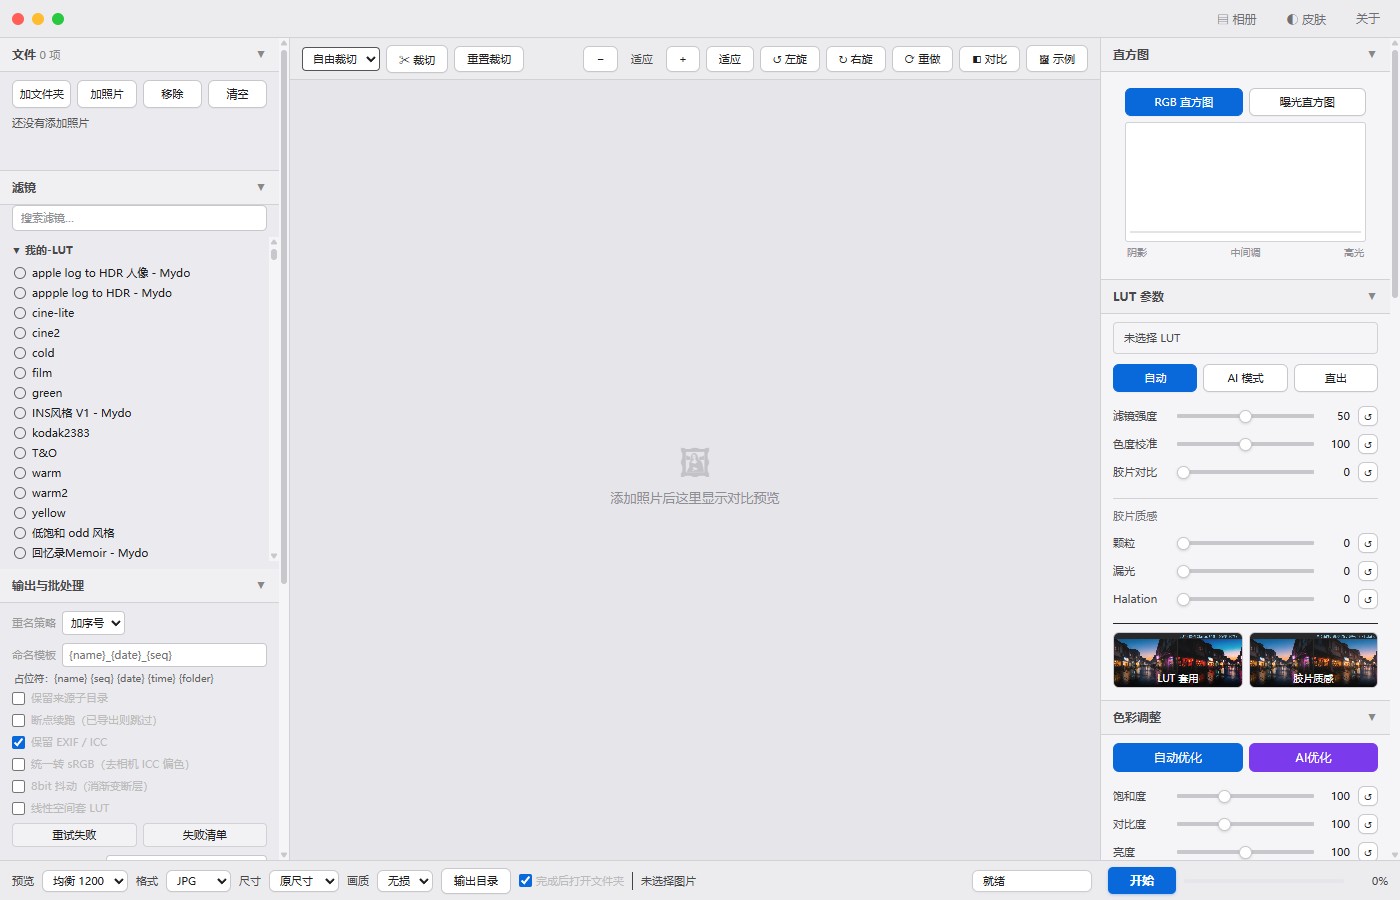 相册
皮肤
关于
文件 0 项
加文件夹
加照片
移除
清空
还没有添加照片
滤镜
搜索滤镜...
我的-LUT
apple log to HDR 人像 - Mydo
appple log to HDR - Mydo
cine-lite
cine2
cold
film
green
INS风格 V1 - Mydo
kodak2383
T&O
warm
warm2
yellow
低饱和 odd 风格
回忆录Memoir - Mydo
输出与批处理
重名策略 加序号
命名模板 {name}_{date}_{seq}
占位符：{name} {seq} {date} {time} {folder}
保留来源子目录
断点续跑（已导出则跳过）
保留 EXIF / ICC
统一转 sRGB（去相机 ICC 偏色）
8bit 抖动（消渐变断层）
线性空间套 LUT
重试失败
失败清单
自由裁切
裁切
重置裁切
−
适应
+
适应
左旋
右旋
重做
对比
示例
添加照片后这里显示对比预览
直方图
RGB 直方图
曝光直方图
阴影
中间调
高光
LUT 参数
未选择 LUT
自动
AI 模式
直出
滤镜强度 50
色度校准 100
胶片对比 0
胶片质感
颗粒 0
漏光 0
Halation 0
LUT 套用
胶片质感
色彩调整
自动优化
AI优化
饱和度 100
对比度 100
亮度 100
预览 均衡 1200
格式 JPG
尺寸 原尺寸
画质 无损
输出目录
完成后打开文件夹
未选择图片
就绪
开始
0%